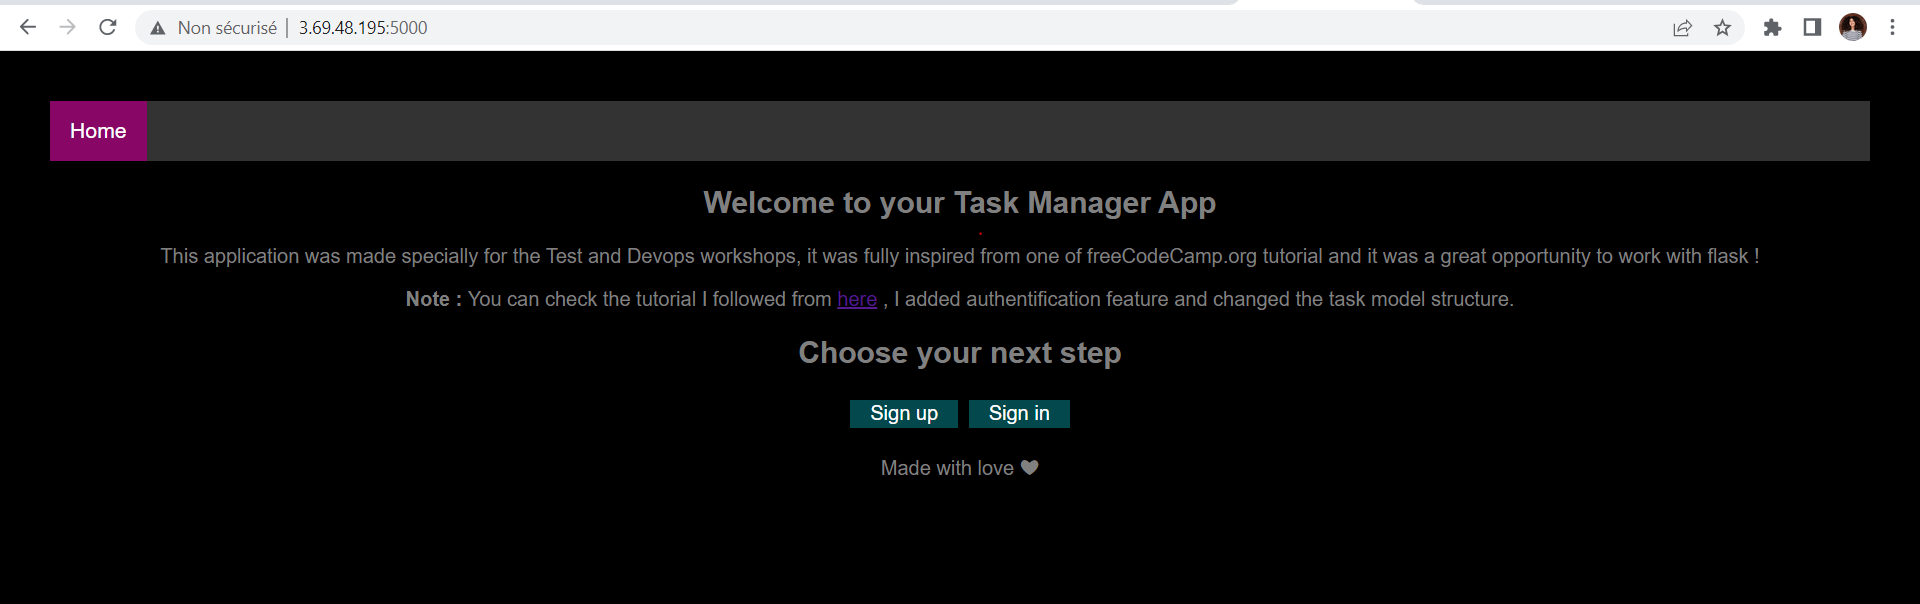 Non sécurisé | 3.69.48.195:5000
Home
Welcome to your Task Manager App
This application was made specially for the Test and Devops workshops, it was fully inspired from one of freeCodeCamp.org tutorial and it was a great opportunity to work with flask !
Note : You can check the tutorial I followed from here , I added authentification feature and changed the task model structure.
Choose your next step
Sign up Sign in
Made with love ♥